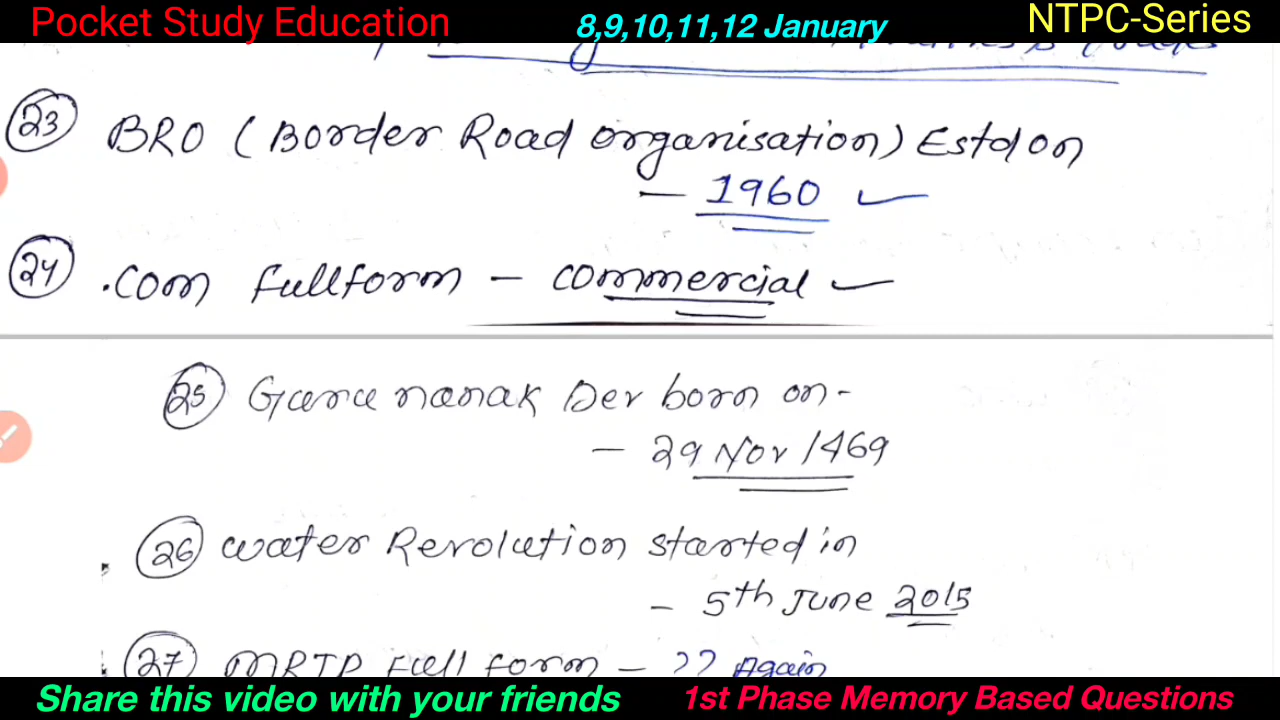 Pocket Study Education
8,9,10,11,12 January
NTPC-Series
23 BRO (Border Road organisation) Estd on
— 1960
24 .com fullform — commercial
25 Guru nanak Dev born on-
— 29 Nov 1469
26 water Revolution started in
— 5th June 2015
27 MRTP Full form — ?? Again
Share this video with your friends
1st Phase Memory Based Questions